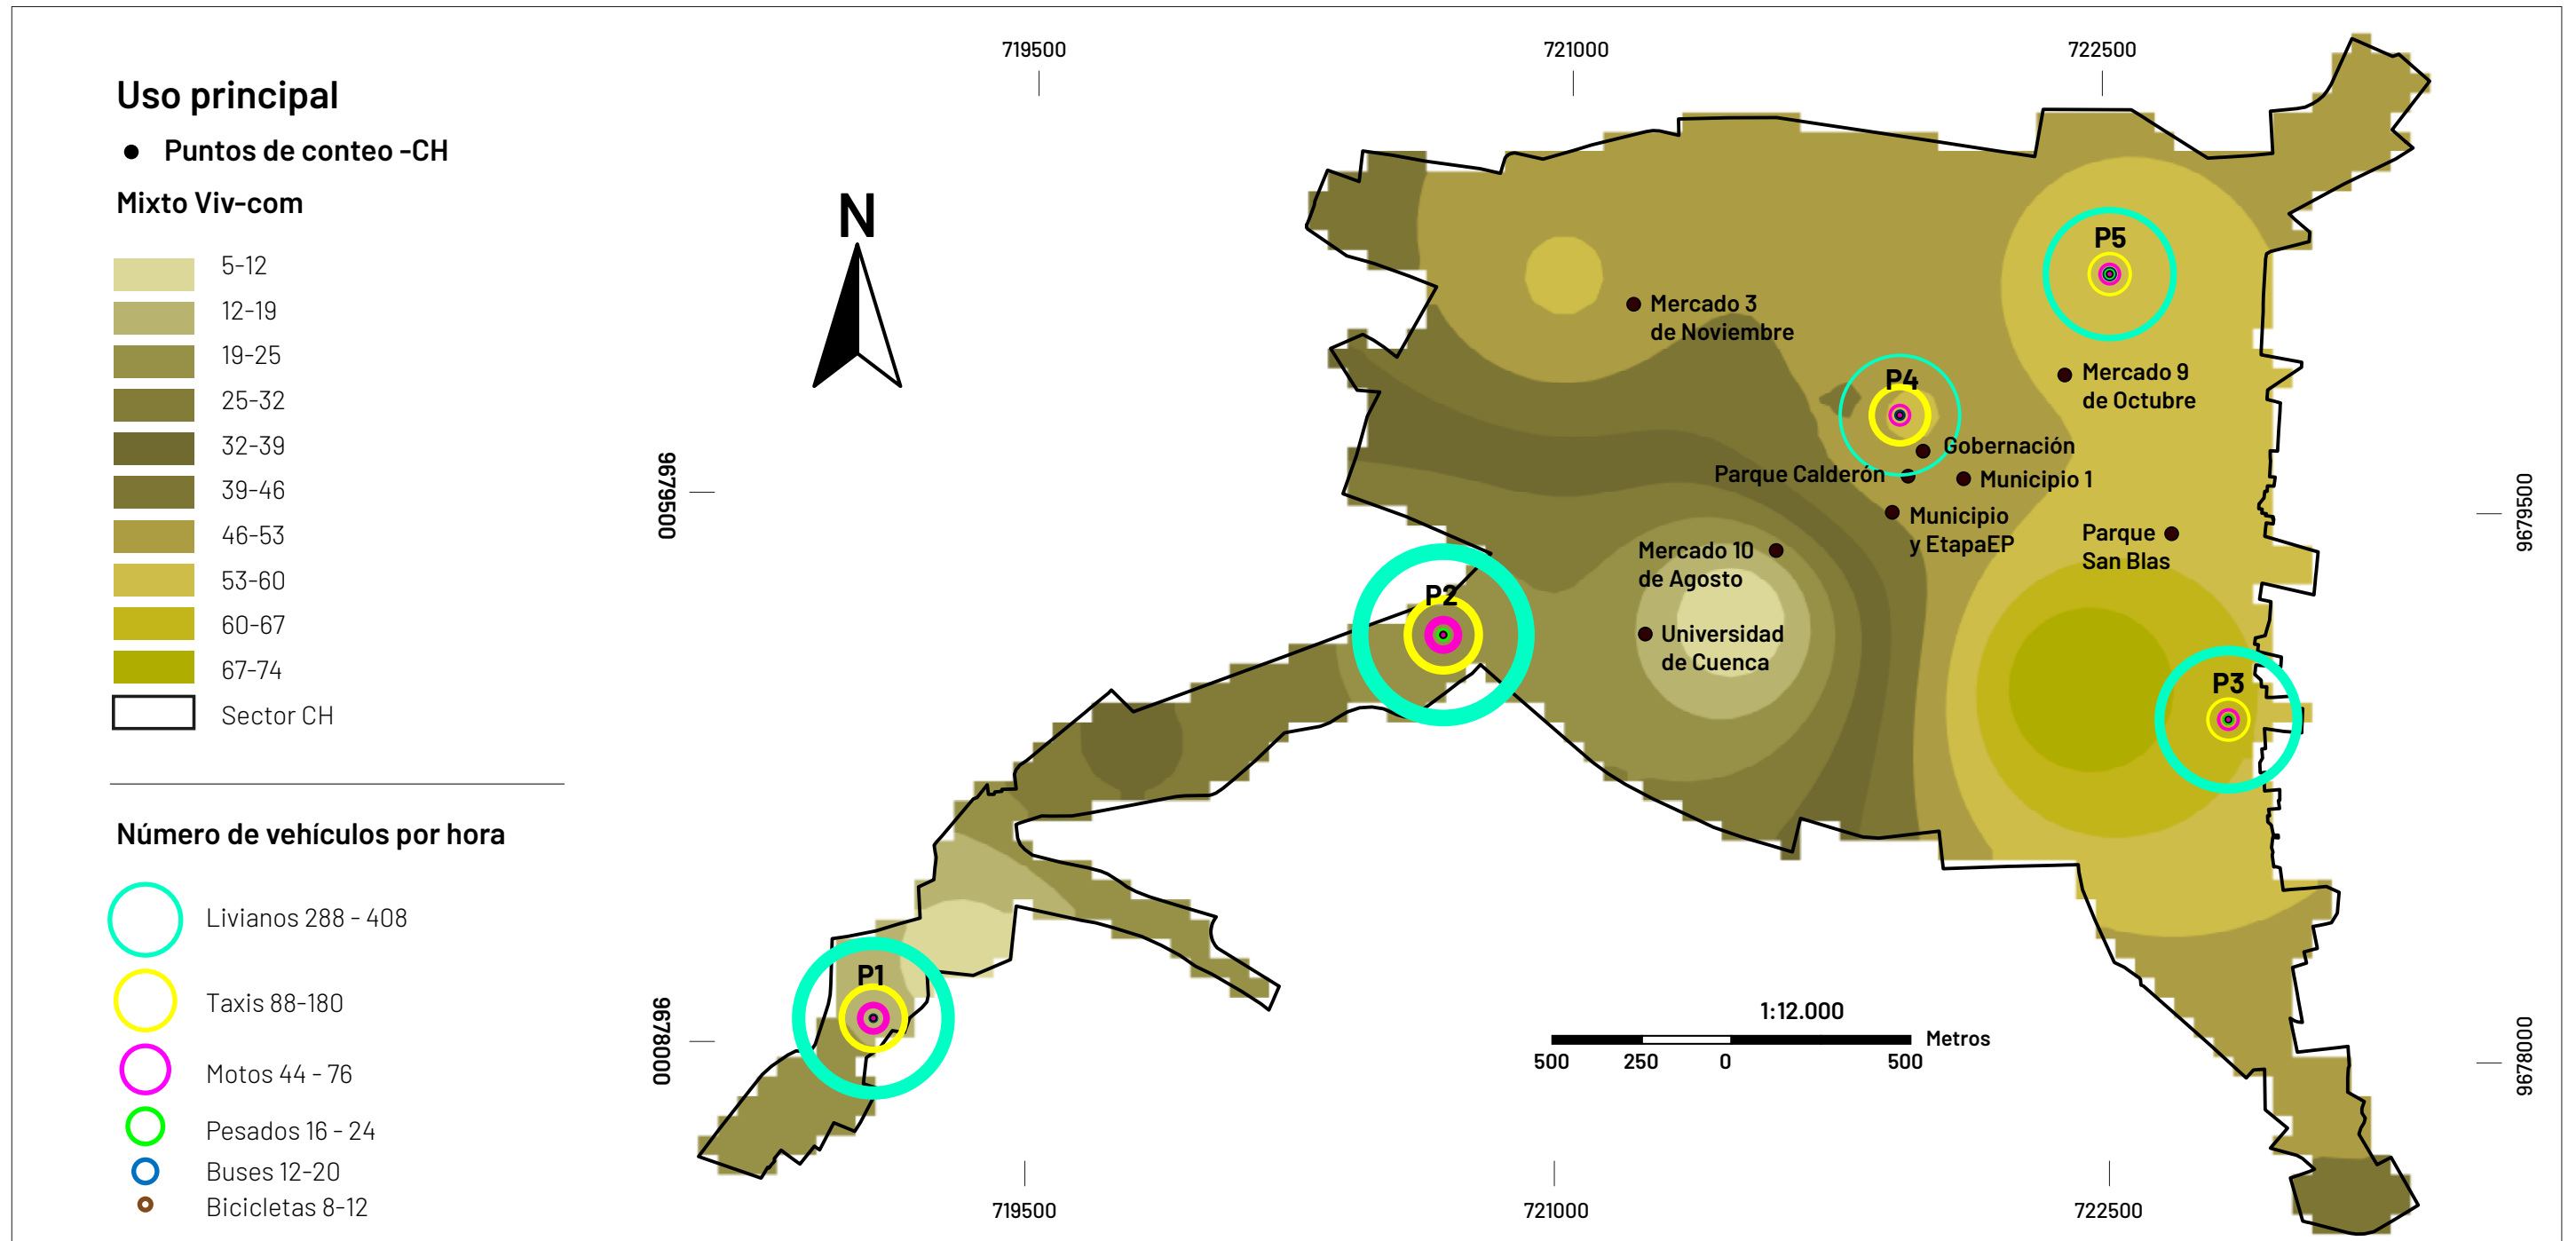 Uso principal
Puntos de conteo -CH
Mixto Viv-com
5-12
12-19
19-25
25-32
32-39
39-46
46-53
53-60
60-67
67-74
Sector CH
Número de vehículos por hora
Livianos 288 - 408
Taxis 88-180
Motos 44 - 76
Pesados 16 - 24
Buses 12-20
Bicicletas 8-12
719500
721000
722500
N
P5
Mercado 3
de Noviembre
P4
Mercado 9
de Octubre
Gobernación
Parque Calderón
Municipio 1
Municipio
y EtapaEP
Parque
San Blas
Mercado 10
de Agosto
P2
Universidad
de Cuenca
P3
P1
9679500
9679500
9678000
9678000
1:12.000
Metros
500
250
0
500
719500
721000
722500